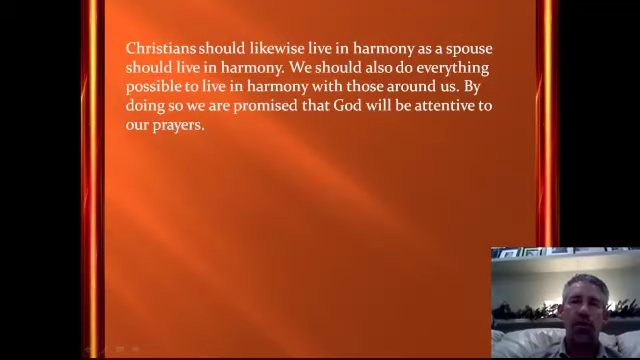 Christians should likewise live in harmony as a spouse
should live in harmony. We should also do everything
possible to live in harmony with those around us. By
doing so we are promised that God will be attentive to
our prayers.